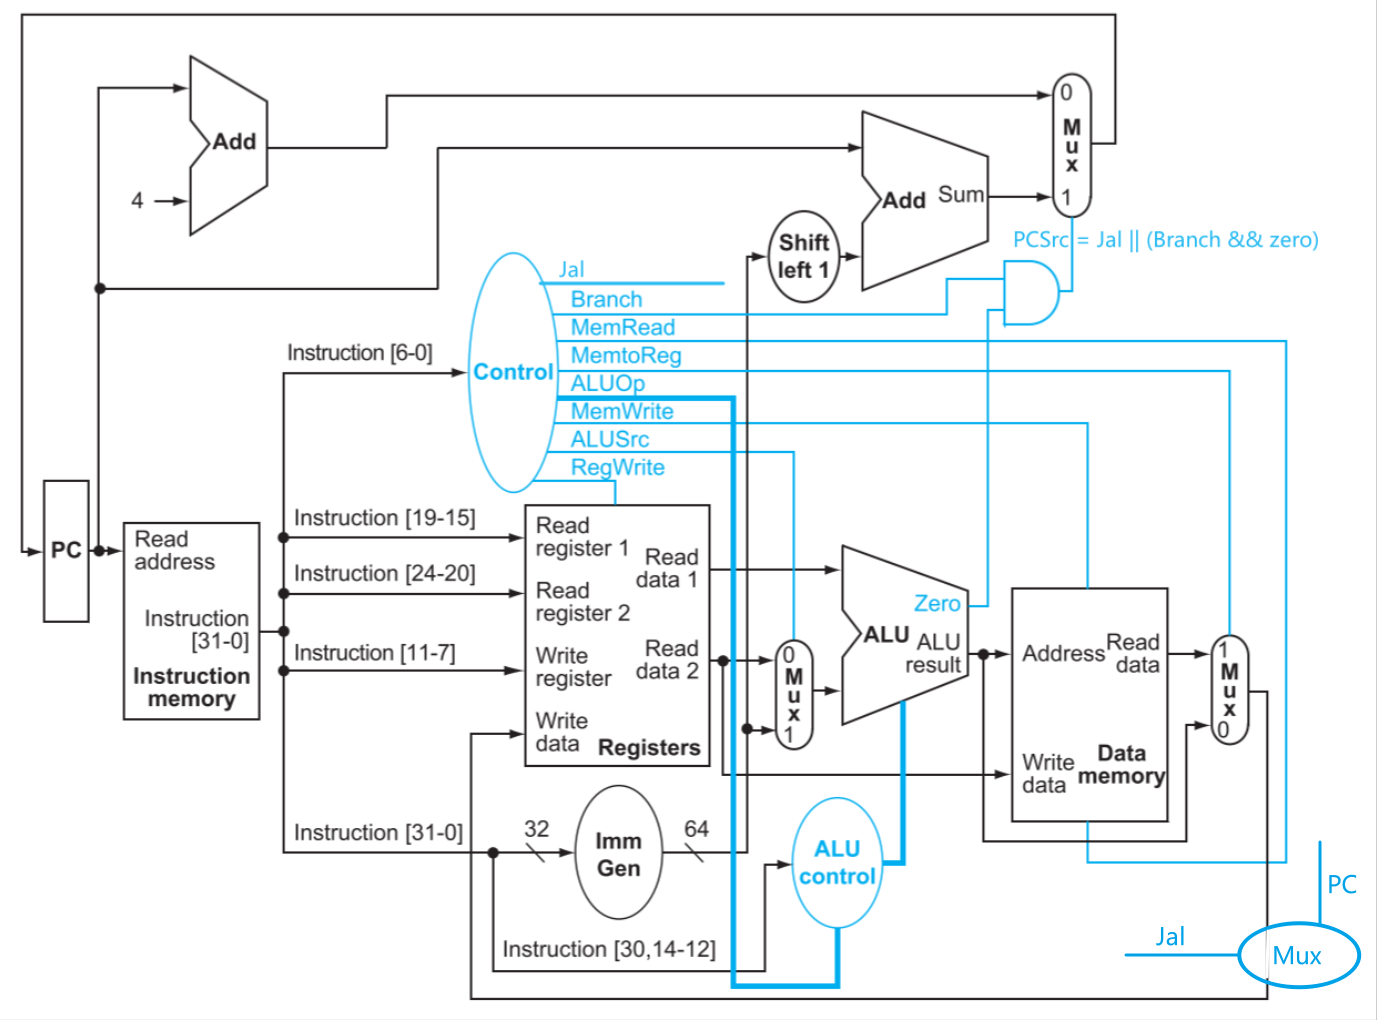 0
M
u
x
1
Add
4
Add Sum
Shift
left 1
PCSrc = Jal || (Branch && zero)
Jal
Branch
MemRead
MemtoReg
ALUOp
MemWrite
ALUSrc
RegWrite
Control
Instruction [6-0]
PC
Read
address
Instruction
[31-0]
Instruction
memory
Instruction [19-15]
Instruction [24-20]
Instruction [11-7]
Instruction [31-0]
Read
register 1
Read
register 2
Write
register
Write
data
Read
data 1
Read
data 2
Registers
0
M
u
x
1
Zero
ALU
ALU
result
Address
Read
data
Write
data
Data
memory
1
M
u
x
0
32
Imm
Gen
64
ALU
control
Instruction [30,14-12]
PC
Jal
Mux